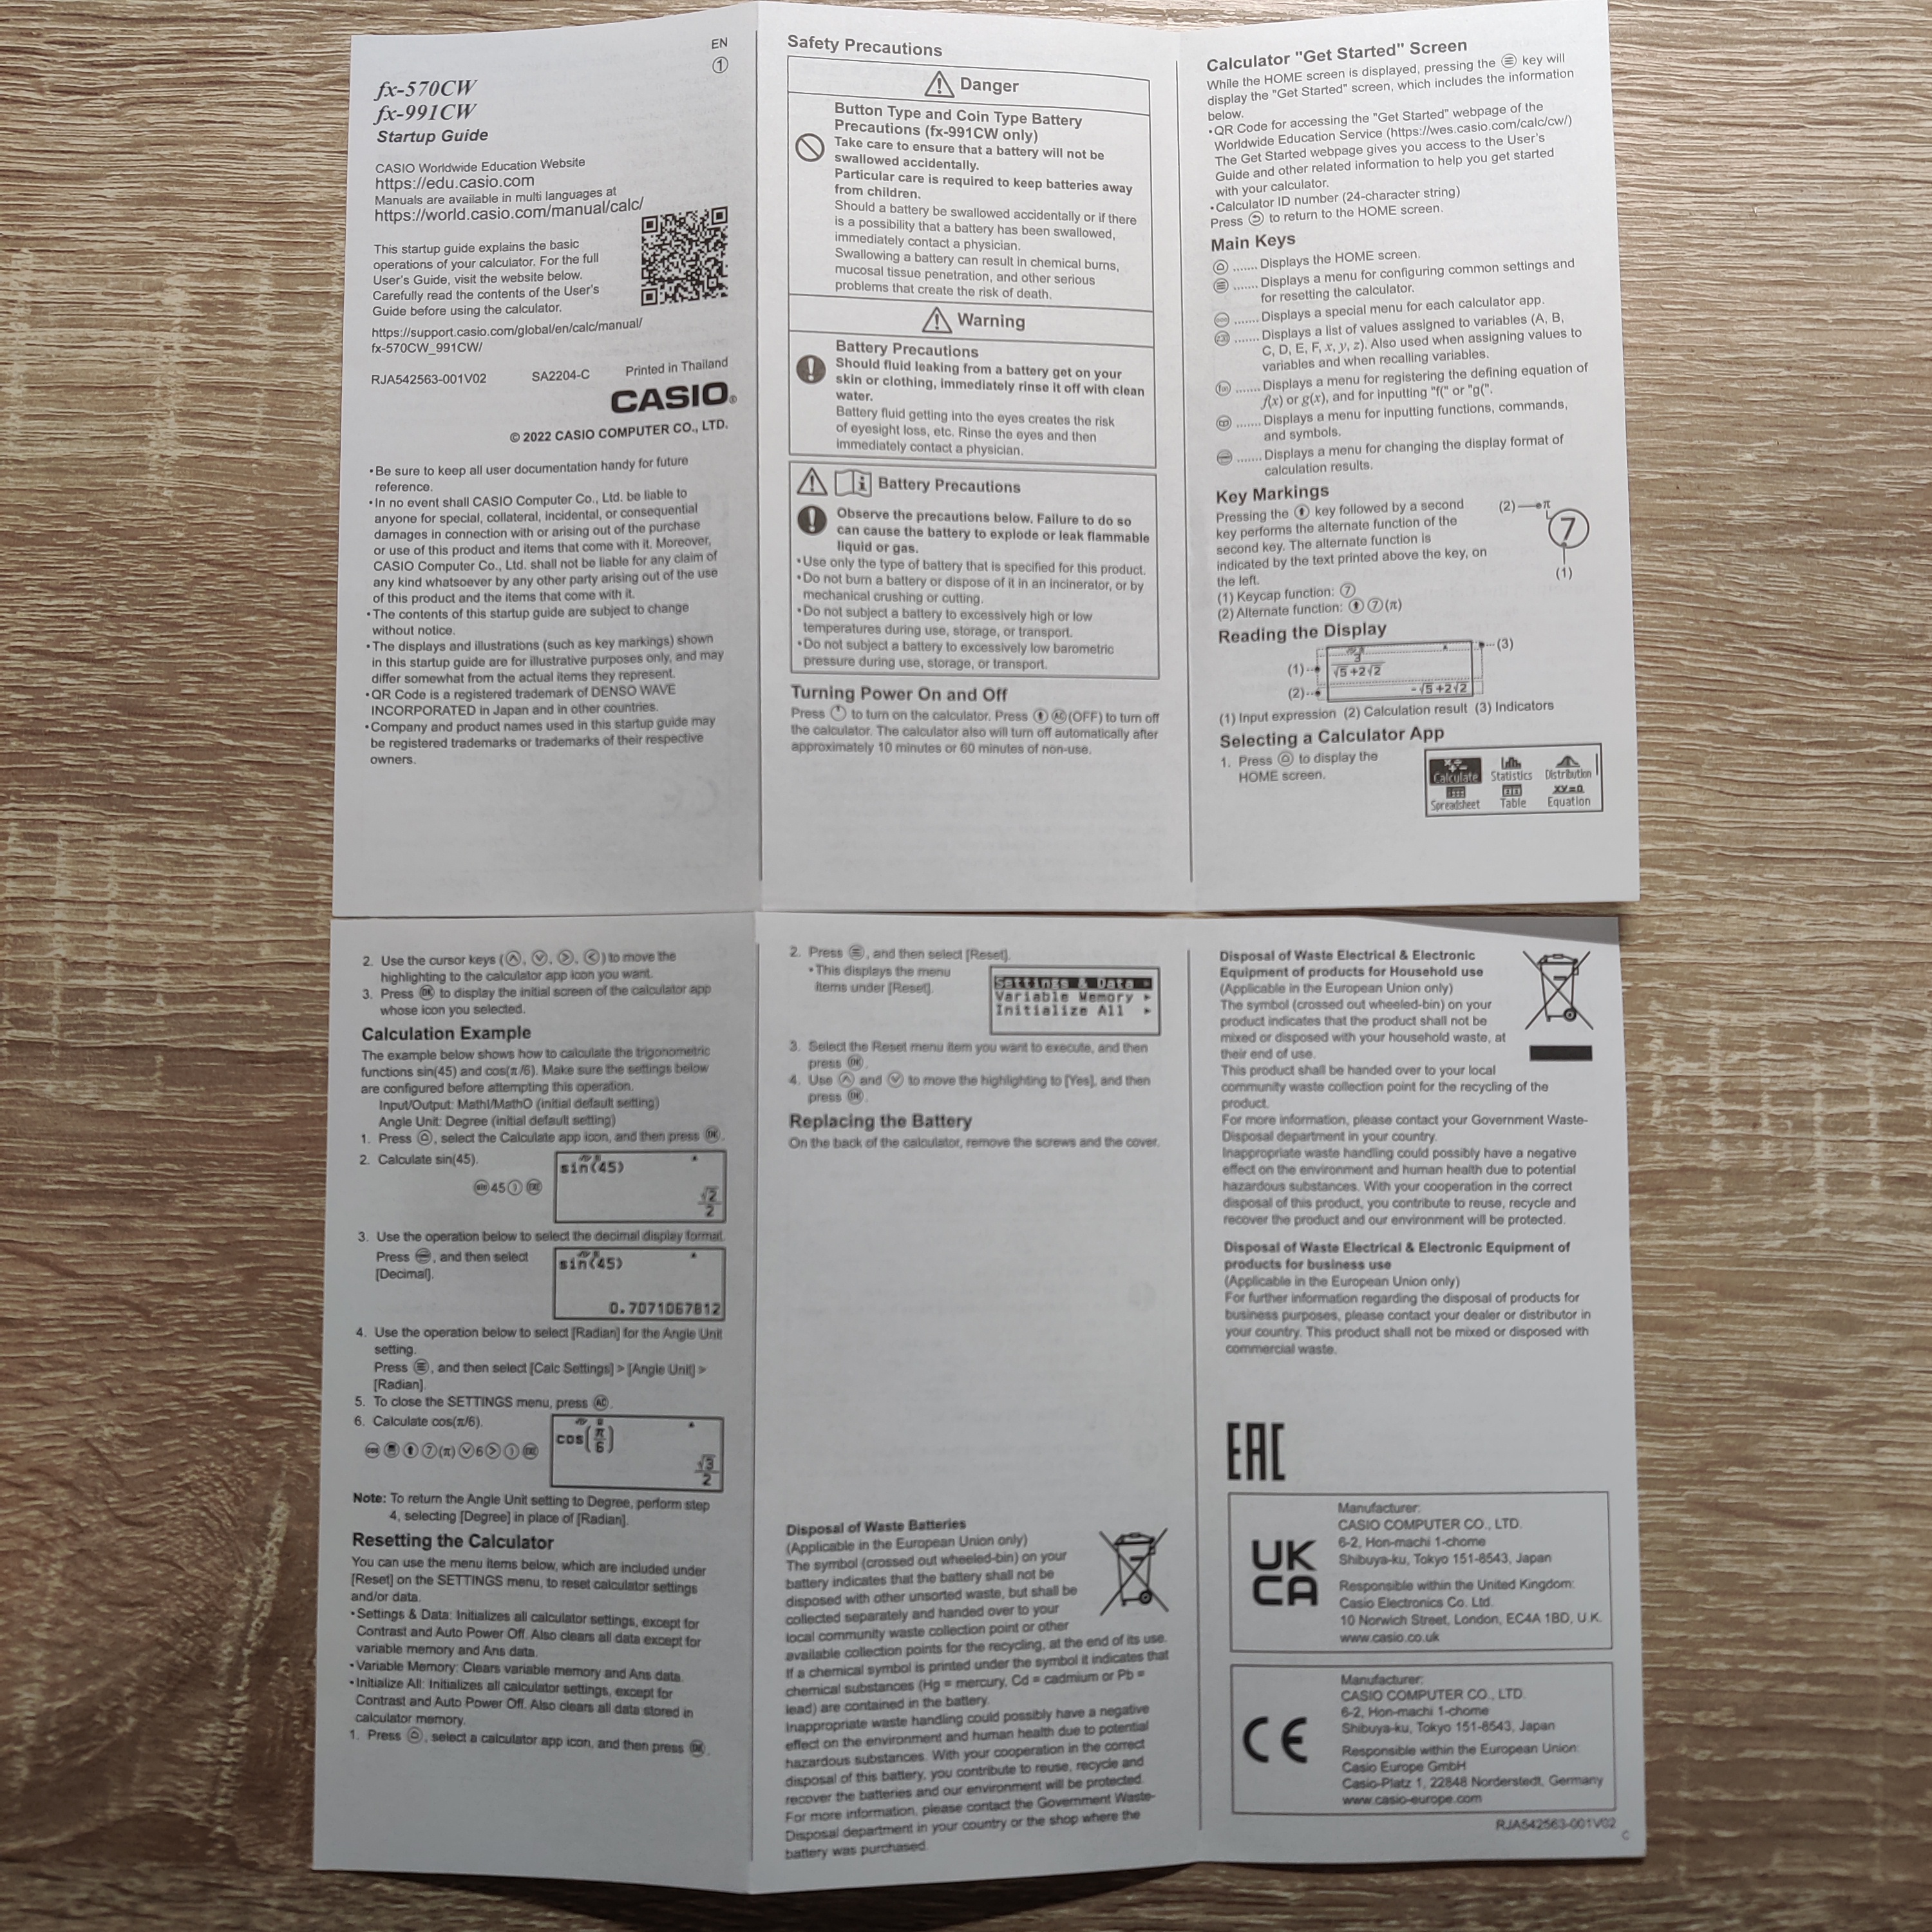 EN
①
fx-570CW
fx-991CW
Startup Guide
CASIO Worldwide Education Website
https://edu.casio.com
Manuals are available in multi languages at
https://world.casio.com/manual/calc/
This startup guide explains the basic
operations of your calculator. For the full
User's Guide, visit the website below.
Carefully read the contents of the User's
Guide before using the calculator.
https://support.casio.com/global/en/calc/manual/
fx-570CW_991CW/
RJA542563-001V02 SA2204-C Printed in Thailand
CASIO®
© 2022 CASIO COMPUTER CO., LTD.
• Be sure to keep all user documentation handy for future
reference.
• In no event shall CASIO Computer Co., Ltd. be liable to
anyone for special, collateral, incidental, or consequential
damages in connection with or arising out of the purchase
or use of this product and items that come with it. Moreover,
CASIO Computer Co., Ltd. shall not be liable for any claim of
any kind whatsoever by any other party arising out of the use
of this product and the items that come with it.
• The contents of this startup guide are subject to change
without notice.
• The displays and illustrations (such as key markings) shown
in this startup guide are for illustrative purposes only, and may
differ somewhat from the actual items they represent.
• QR Code is a registered trademark of DENSO WAVE
INCORPORATED in Japan and in other countries.
• Company and product names used in this startup guide may
be registered trademarks or trademarks of their respective
owners.
Safety Precautions
Danger
Button Type and Coin Type Battery
Precautions (fx-991CW only)
Take care to ensure that a battery will not be
swallowed accidentally.
Particular care is required to keep batteries away
from children.
Should a battery be swallowed accidentally or if there
is a possibility that a battery has been swallowed,
immediately contact a physician.
Swallowing a battery can result in chemical burns,
mucosal tissue penetration, and other serious
problems that create the risk of death.
Warning
Battery Precautions
Should fluid leaking from a battery get on your
skin or clothing, immediately rinse it off with clean
water.
Battery fluid getting into the eyes creates the risk
of eyesight loss, etc. Rinse the eyes and then
immediately contact a physician.
Battery Precautions
Observe the precautions below. Failure to do so
can cause the battery to explode or leak flammable
liquid or gas.
• Use only the type of battery that is specified for this product.
• Do not burn a battery or dispose of it in an incinerator, or by
mechanical crushing or cutting.
• Do not subject a battery to excessively high or low
temperatures during use, storage, or transport.
• Do not subject a battery to excessively low barometric
pressure during use, storage, or transport.
Turning Power On and Off
Press to turn on the calculator. Press AC (OFF) to turn off
the calculator. The calculator also will turn off automatically after
approximately 10 minutes or 60 minutes of non-use.
Calculator "Get Started" Screen
While the HOME screen is displayed, pressing the key will
display the "Get Started" screen, which includes the information
below.
• QR Code for accessing the "Get Started" webpage of the
Worldwide Education Service (https://wes.casio.com/calc/cw/)
The Get Started webpage gives you access to the User's
Guide and other related information to help you get started
with your calculator.
• Calculator ID number (24-character string)
Press to return to the HOME screen.
Main Keys
....... Displays the HOME screen.
....... Displays a menu for configuring common settings and
for resetting the calculator.
....... Displays a special menu for each calculator app.
....... Displays a list of values assigned to variables (A, B,
C, D, E, F, x, y, z). Also used when assigning values to
variables and when recalling variables.
....... Displays a menu for registering the defining equation of
f(x) or g(x), and for inputting "f(" or "g(".
....... Displays a menu for inputting functions, commands,
and symbols.
....... Displays a menu for changing the display format of
calculation results.
Key Markings
Pressing the ⬆ key followed by a second
key performs the alternate function of the
second key. The alternate function is
indicated by the text printed above the key, on
the left.
(2) π
7
(1)
(1) Keycap function: ⑦
(2) Alternate function: ⬆ ⑦ (π)
Reading the Display
(1) 3 (3)
√5+2√2
(2) -√5+2√2
(1) Input expression (2) Calculation result (3) Indicators
Selecting a Calculator App
1. Press to display the
HOME screen.
Calculate Statistics Distribution
Spreadsheet Table Equation
2. Use the cursor keys ( , , , ) to move the
highlighting to the calculator app icon you want.
3. Press OK to display the initial screen of the calculator app
whose icon you selected.
Calculation Example
The example below shows how to calculate the trigonometric
functions sin(45) and cos(π/6). Make sure the settings below
are configured before attempting this operation.
Input/Output: MathI/MathO (initial default setting)
Angle Unit: Degree (initial default setting)
1. Press , select the Calculate app icon, and then press OK.
2. Calculate sin(45).
sin 45 ) EXE
sin(45)
√2
2
3. Use the operation below to select the decimal display format.
Press , and then select
[Decimal].
sin(45)
0.7071067812
4. Use the operation below to select [Radian] for the Angle Unit
setting.
Press , and then select [Calc Settings] > [Angle Unit] >
[Radian].
5. To close the SETTINGS menu, press AC.
6. Calculate cos(π/6).
cos ⬆ ⑦ (π) 6 ) EXE
cos(π/6)
√3
2
Note: To return the Angle Unit setting to Degree, perform step
4, selecting [Degree] in place of [Radian].
Resetting the Calculator
You can use the menu items below, which are included under
[Reset] on the SETTINGS menu, to reset calculator settings
and/or data.
• Settings & Data: Initializes all calculator settings, except for
Contrast and Auto Power Off. Also clears all data except for
variable memory and Ans data.
• Variable Memory: Clears variable memory and Ans data.
• Initialize All: Initializes all calculator settings, except for
Contrast and Auto Power Off. Also clears all data stored in
calculator memory.
1. Press , select a calculator app icon, and then press OK.
2. Press , and then select [Reset].
• This displays the menu
items under [Reset].
Settings & Data
Variable Memory
Initialize All
3. Select the Reset menu item you want to execute, and then
press OK.
4. Use and to move the highlighting to [Yes], and then
press OK.
Replacing the Battery
On the back of the calculator, remove the screws and the cover.
Disposal of Waste Batteries
(Applicable in the European Union only)
The symbol (crossed out wheeled-bin) on your
battery indicates that the battery shall not be
disposed with other unsorted waste, but shall be
collected separately and handed over to your
local community waste collection point or other
available collection points for the recycling, at the end of its use.
If a chemical symbol is printed under the symbol it indicates that
chemical substances (Hg = mercury, Cd = cadmium or Pb =
lead) are contained in the battery.
Inappropriate waste handling could possibly have a negative
effect on the environment and human health due to potential
hazardous substances. With your cooperation in the correct
disposal of this battery, you contribute to reuse, recycle and
recover the batteries and our environment will be protected.
For more information, please contact the Government Waste-
Disposal department in your country or the shop where the
battery was purchased.
Disposal of Waste Electrical & Electronic
Equipment of products for Household use
(Applicable in the European Union only)
The symbol (crossed out wheeled-bin) on your
product indicates that the product shall not be
mixed or disposed with your household waste, at
their end of use.
This product shall be handed over to your local
community waste collection point for the recycling of the
product.
For more information, please contact your Government Waste-
Disposal department in your country.
Inappropriate waste handling could possibly have a negative
effect on the environment and human health due to potential
hazardous substances. With your cooperation in the correct
disposal of this product, you contribute to reuse, recycle and
recover the product and our environment will be protected.
Disposal of Waste Electrical & Electronic Equipment of
products for business use
(Applicable in the European Union only)
For further information regarding the disposal of products for
business purposes, please contact your dealer or distributor in
your country. This product shall not be mixed or disposed with
commercial waste.
EAC
UK
CA
Manufacturer:
CASIO COMPUTER CO., LTD.
6-2, Hon-machi 1-chome
Shibuya-ku, Tokyo 151-8543, Japan
Responsible within the United Kingdom:
Casio Electronics Co. Ltd.
10 Norwich Street, London, EC4A 1BD, U.K.
www.casio.co.uk
CE
Manufacturer:
CASIO COMPUTER CO., LTD.
6-2, Hon-machi 1-chome
Shibuya-ku, Tokyo 151-8543, Japan
Responsible within the European Union:
Casio Europe GmbH
Casio-Platz 1, 22848 Norderstedt, Germany
www.casio-europe.com
RJA542563-001V02
C